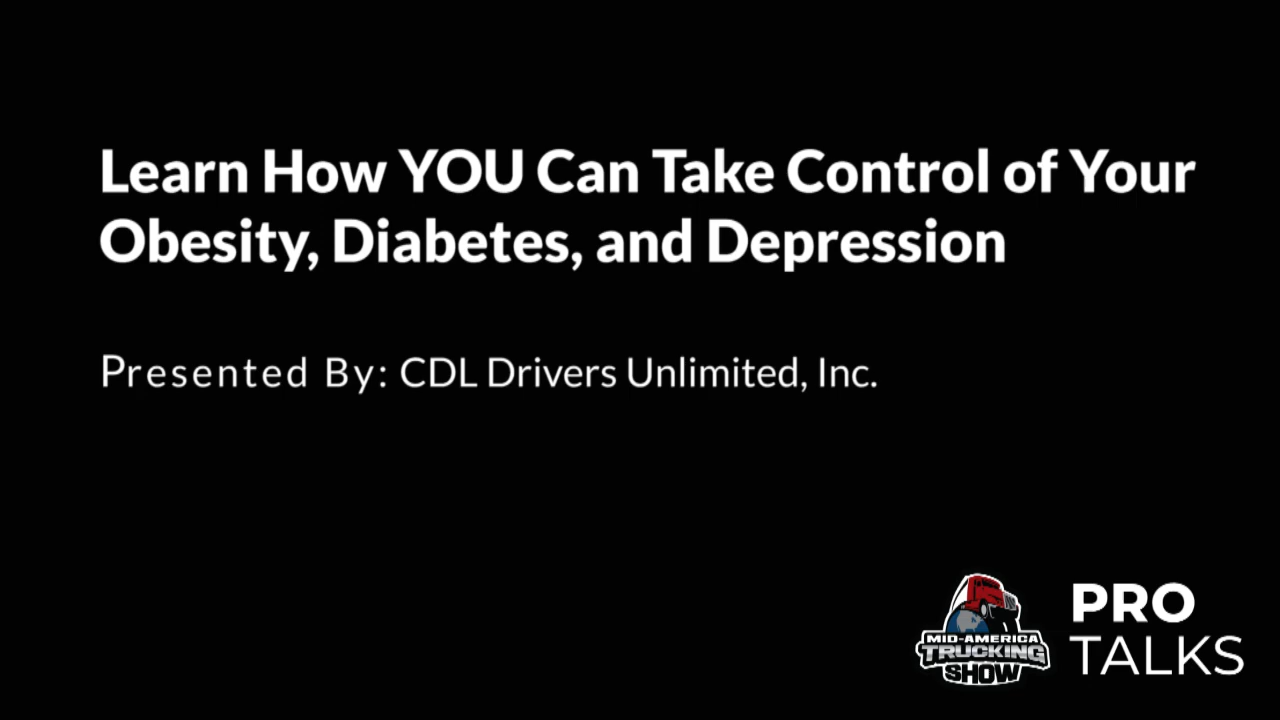 Learn How YOU Can Take Control of Your
Obesity, Diabetes, and Depression
Presented By: CDL Drivers Unlimited, Inc.
MID-AMERICA
TRUCKING
SHOW
PRO
TALKS